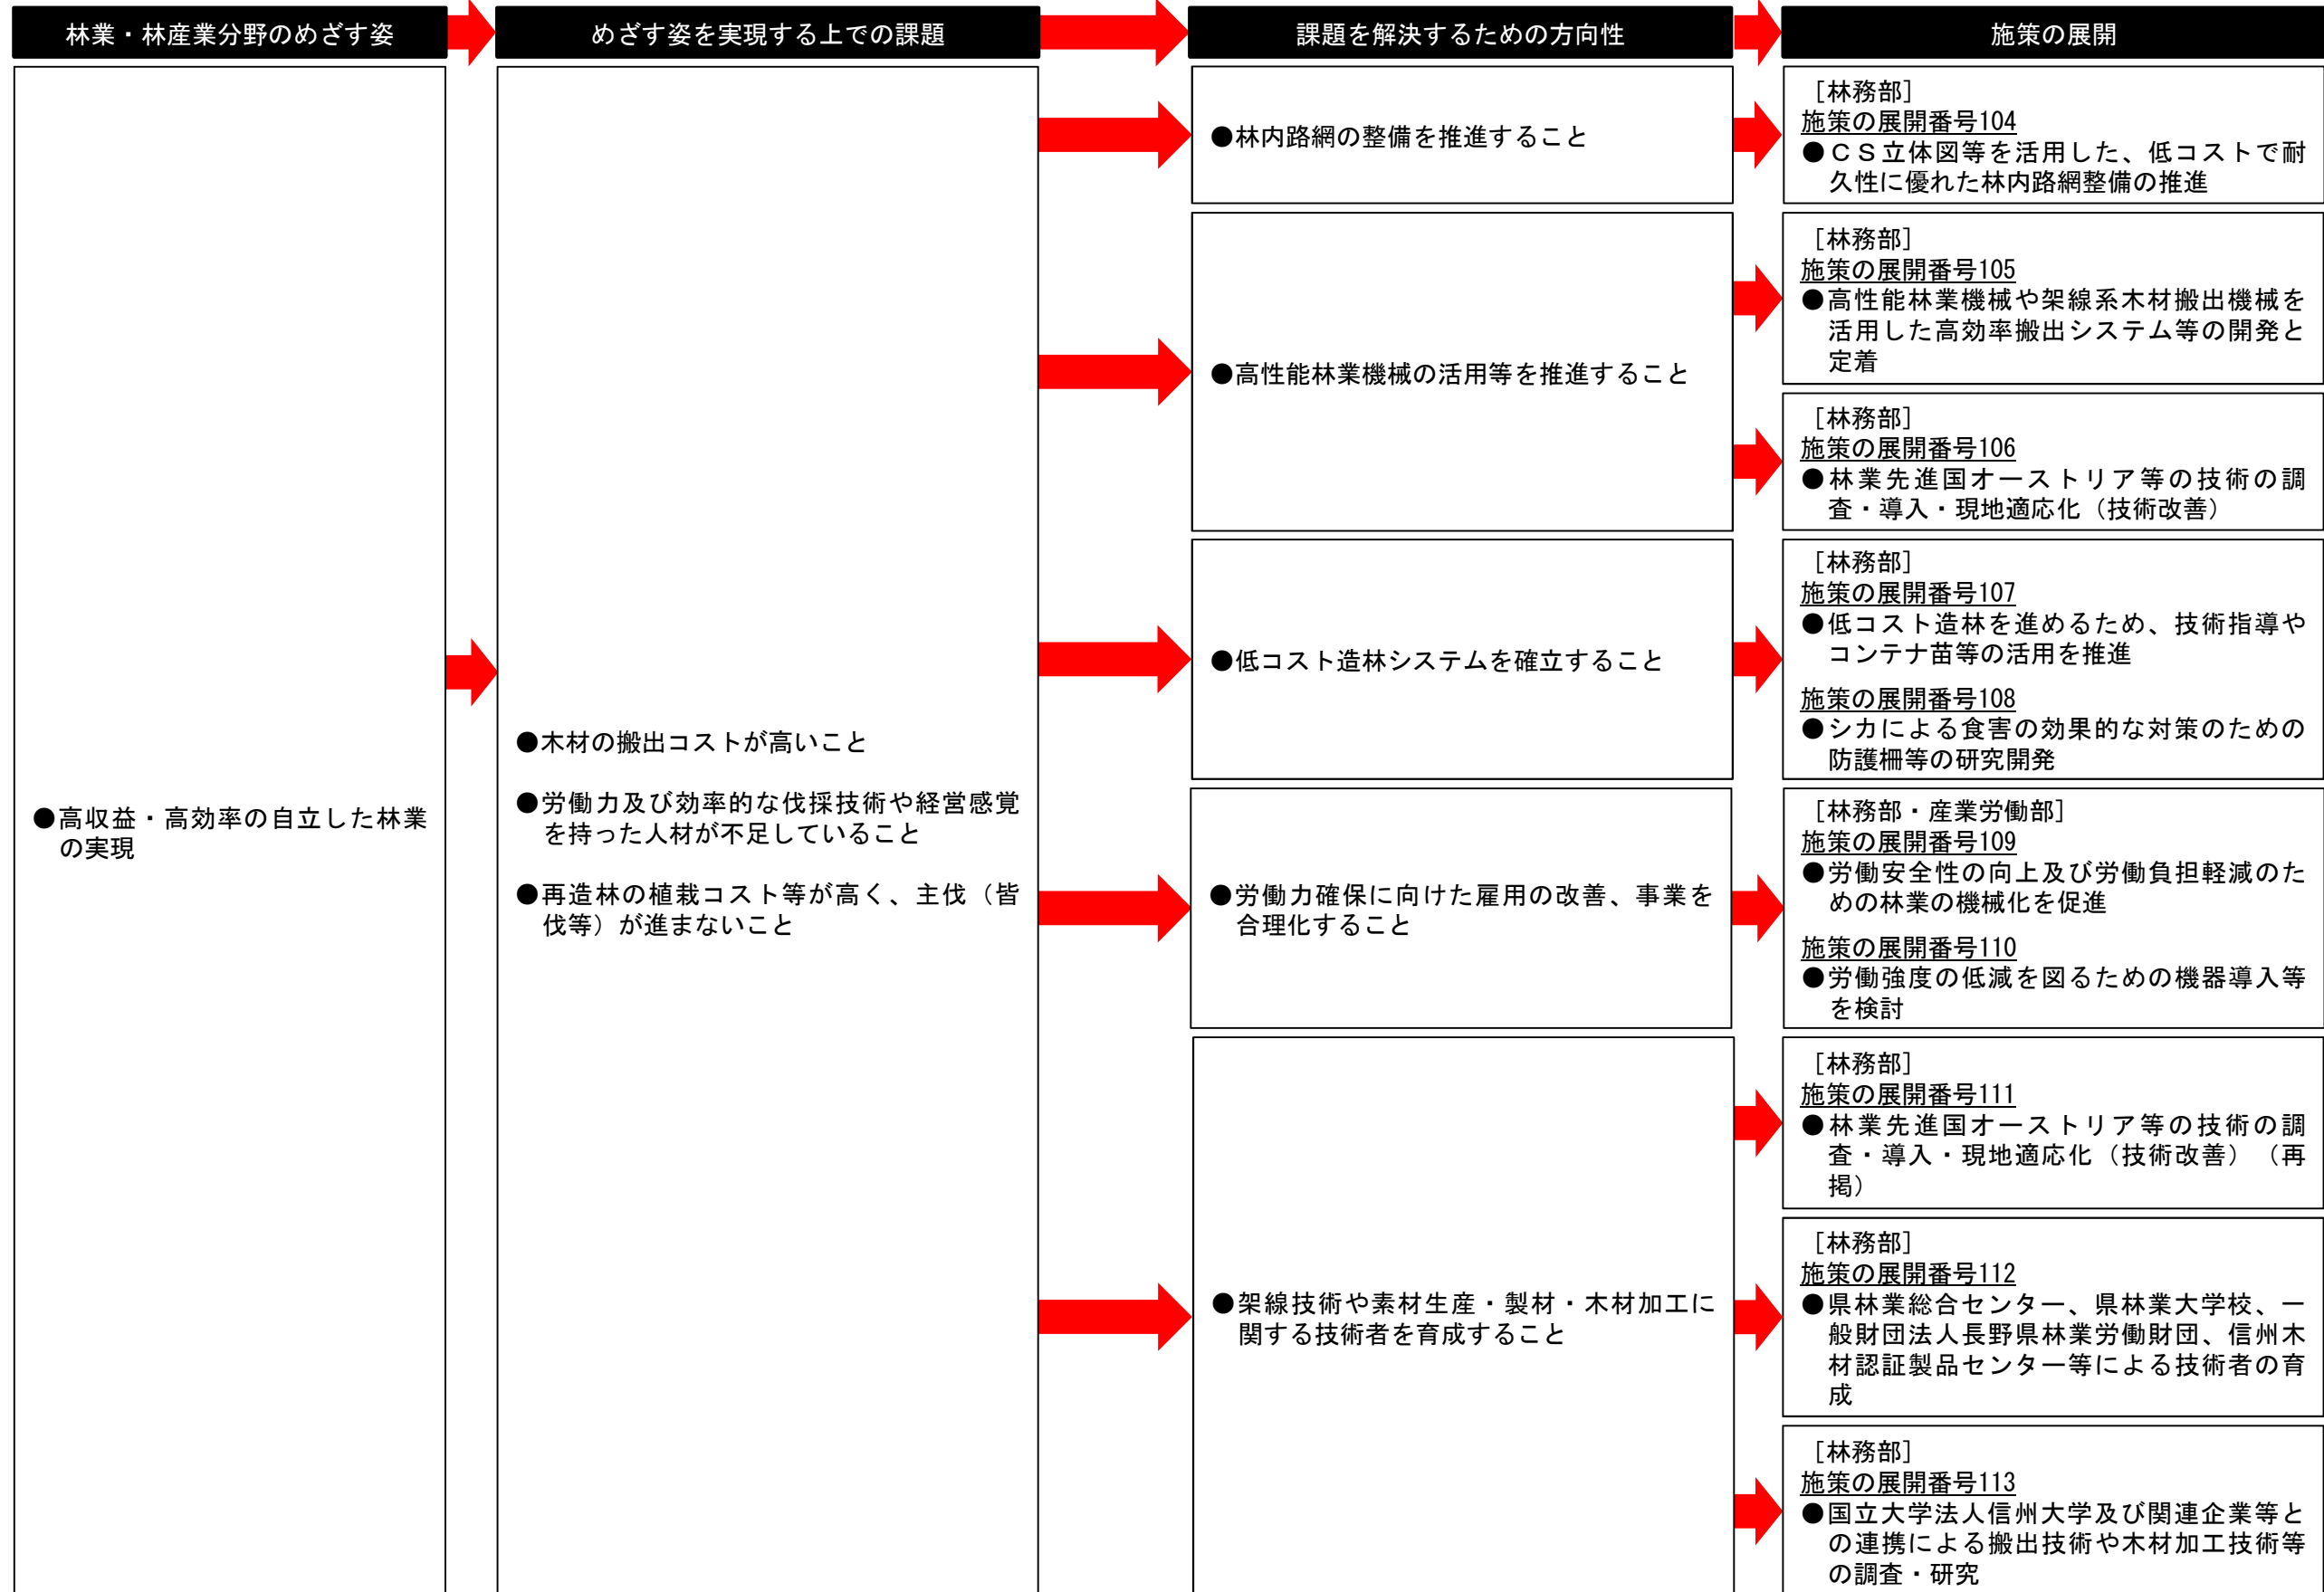 林業・林産業分野のめざす姿
めざす姿を実現する上での課題
課題を解決するための方向性
施策の展開
●高収益・高効率の自立した林業
の実現
●木材の搬出コストが高いこと
●労働力及び効率的な伐採技術や経営感覚
を持った人材が不足していること
●再造林の植栽コスト等が高く、主伐（皆
伐等）が進まないこと
●林内路網の整備を推進すること
［林務部］
施策の展開番号104
●ＣＳ立体図等を活用した、低コストで耐
久性に優れた林内路網整備の推進
●高性能林業機械の活用等を推進すること
［林務部］
施策の展開番号105
●高性能林業機械や架線系木材搬出機械を
活用した高効率搬出システム等の開発と
定着
［林務部］
施策の展開番号106
●林業先進国オーストリア等の技術の調
査・導入・現地適応化（技術改善）
●低コスト造林システムを確立すること
［林務部］
施策の展開番号107
●低コスト造林を進めるため、技術指導や
コンテナ苗等の活用を推進
施策の展開番号108
●シカによる食害の効果的な対策のための
防護柵等の研究開発
●労働力確保に向けた雇用の改善、事業を
合理化すること
［林務部・産業労働部］
施策の展開番号109
●労働安全性の向上及び労働負担軽減のた
めの林業の機械化を促進
施策の展開番号110
●労働強度の低減を図るための機器導入等
を検討
●架線技術や素材生産・製材・木材加工に
関する技術者を育成すること
［林務部］
施策の展開番号111
●林業先進国オーストリア等の技術の調
査・導入・現地適応化（技術改善）（再
掲）
［林務部］
施策の展開番号112
●県林業総合センター、県林業大学校、一
般財団法人長野県林業労働財団、信州木
材認証製品センター等による技術者の育
成
［林務部］
施策の展開番号113
●国立大学法人信州大学及び関連企業等と
の連携による搬出技術や木材加工技術等
の調査・研究